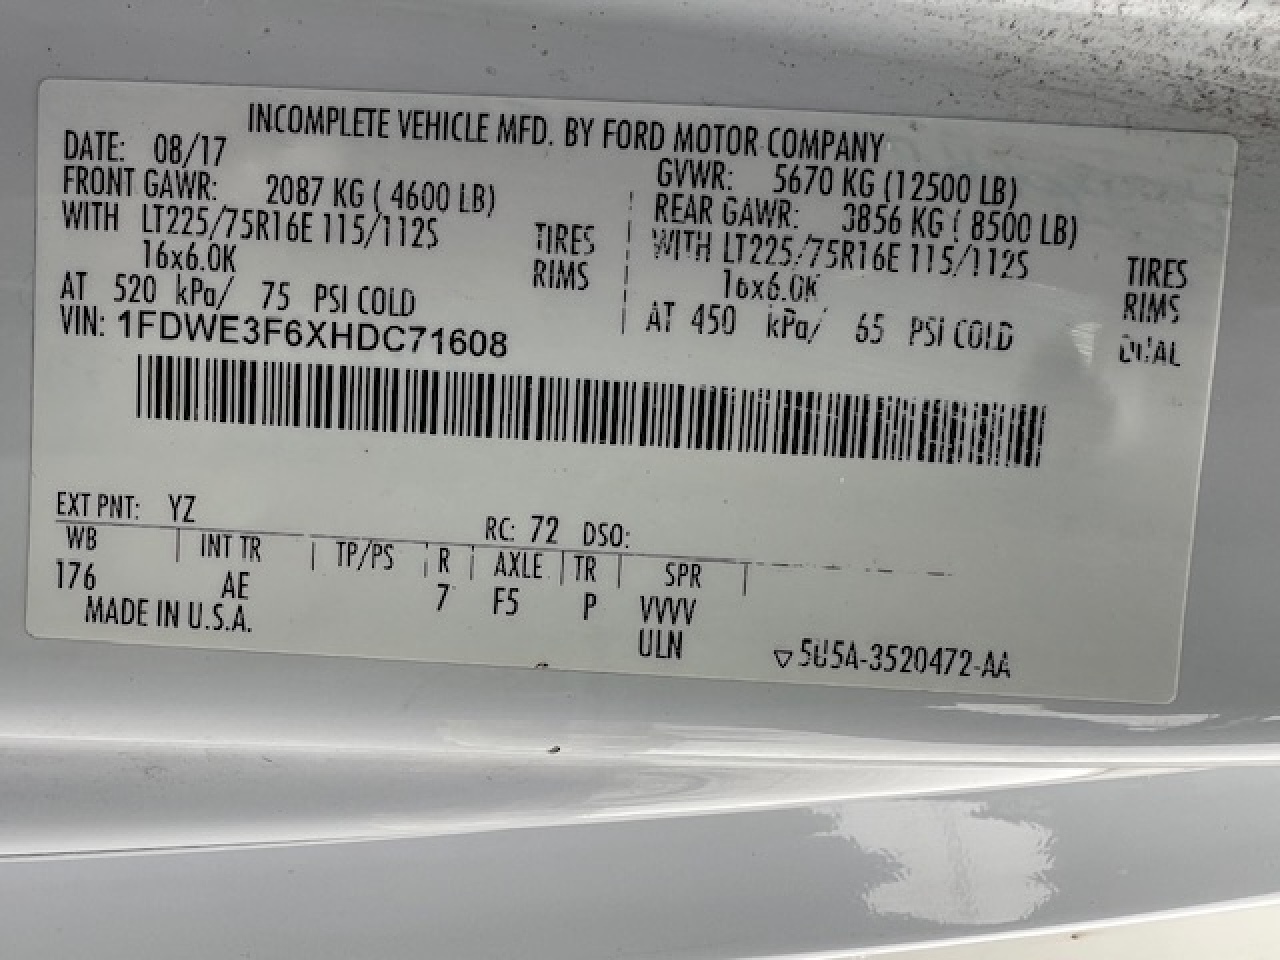 INCOMPLETE VEHICLE MFD. BY FORD MOTOR COMPANY
DATE: 08/17 GVWR: 5670 KG (12500 LB)
FRONT GAWR: 2087 KG ( 4600 LB) REAR GAWR: 3856 KG ( 8500 LB)
WITH LT225/75R16E 115/112S TIRES WITH LT225/75R16E 115/112S TIRES
16x6.0K RIMS 16x6.0K RIMS
AT 520 kPa/ 75 PSI COLD AT 450 kPa/ 65 PSI COLD DUAL
VIN: 1FDWE3F6XHDC71608
EXT PNT: YZ RC: 72 DSO:
WB INT TR TP/PS R AXLE TR SPR
176 AE 7 F5 P VVVV
MADE IN U.S.A. ULN 5U5A-3520472-AA